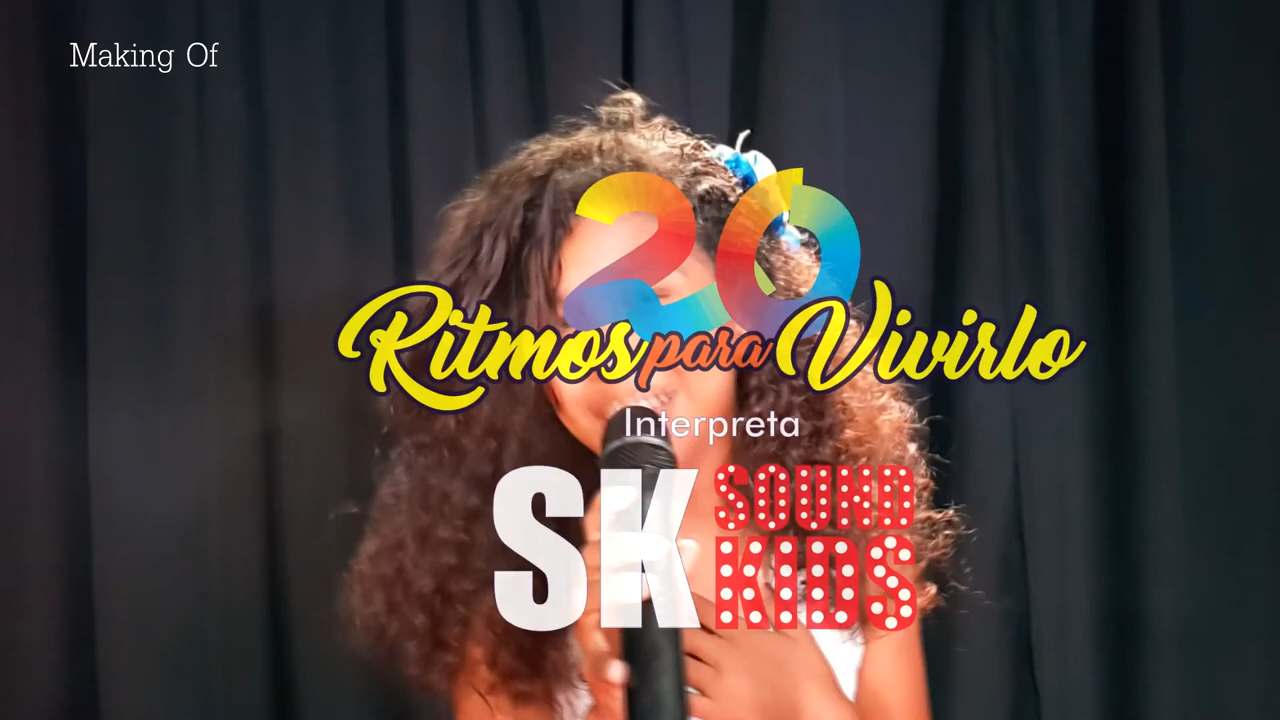 Making Of
20
Ritmos para Vivirlo
Interpreta
SK SOUND
KIDS